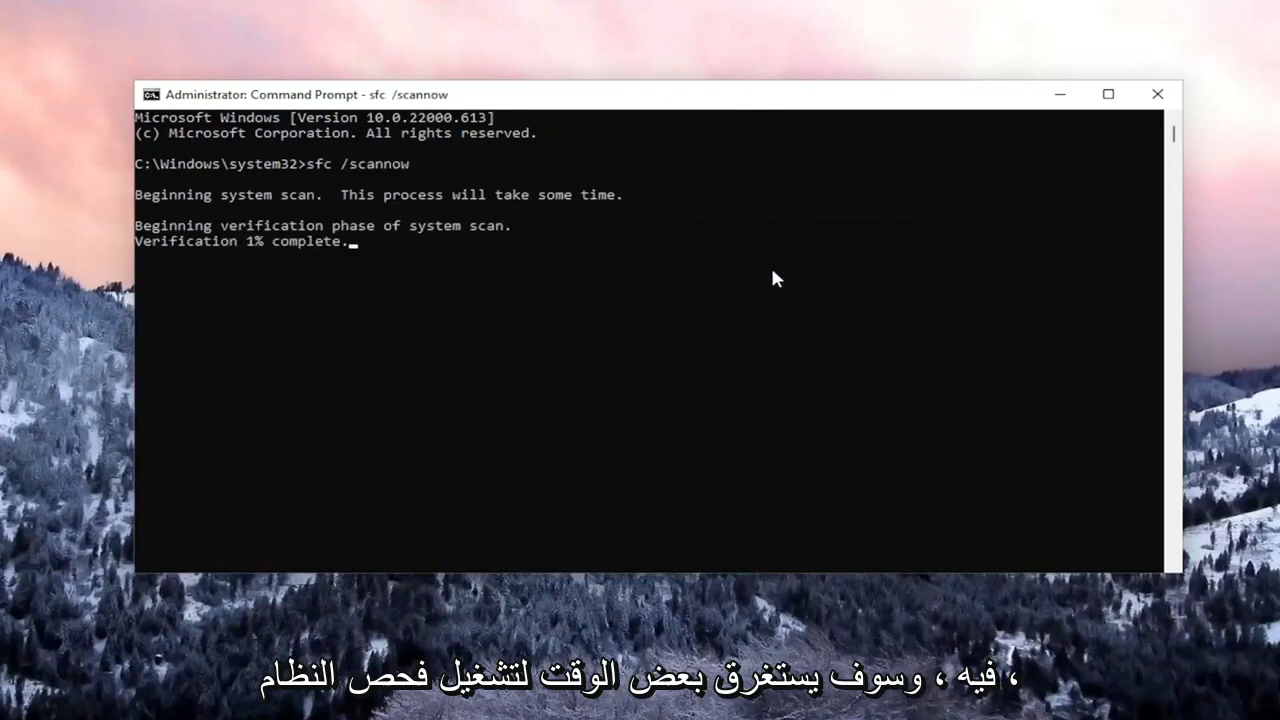 Administrator: Command Prompt - sfc  /scannow
Microsoft Windows [Version 10.0.22000.613]
(c) Microsoft Corporation. All rights reserved.
C:\Windows\system32>sfc /scannow
Beginning system scan.  This process will take some time.
Beginning verification phase of system scan.
Verification 1% complete.
، فيه ، وسوف يستغرق بعض الوقت لتشغيل فحص النظام